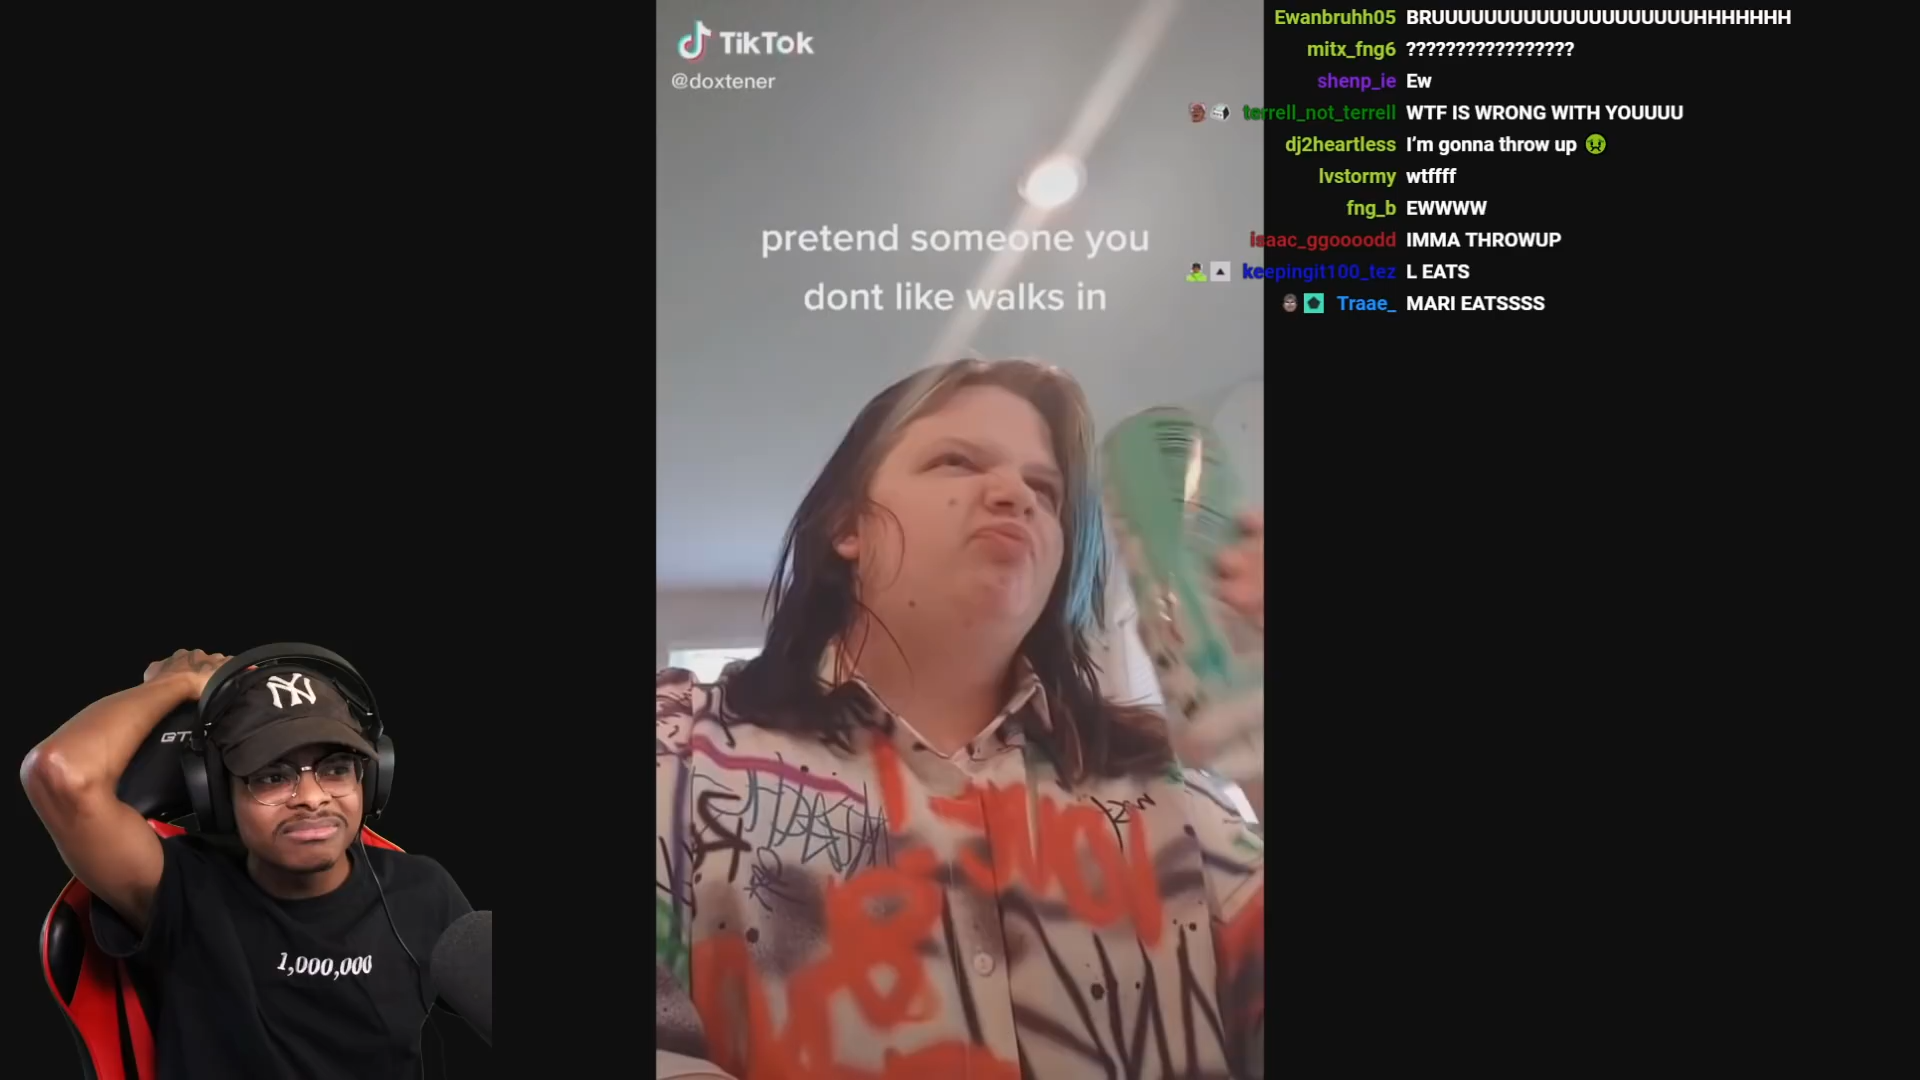 TikTok
@doxtener
pretend someone you
dont like walks in
Ewanbruhh05 BRUUUUUUUUUUUUUUUUUUUUHHHHHHH
mitx_fng6 ?????????????????
shenp_ie Ew
terrell_not_terrell WTF IS WRONG WITH YOUUUU
dj2heartless I’m gonna throw up 🤢
lvstormy wtffff
fng_b EWWWW
isaac_ggoooodd IMMA THROWUP
keepingit100_tez L EATS
Traae_ MARI EATSSSS
NY
GT
1,000,000